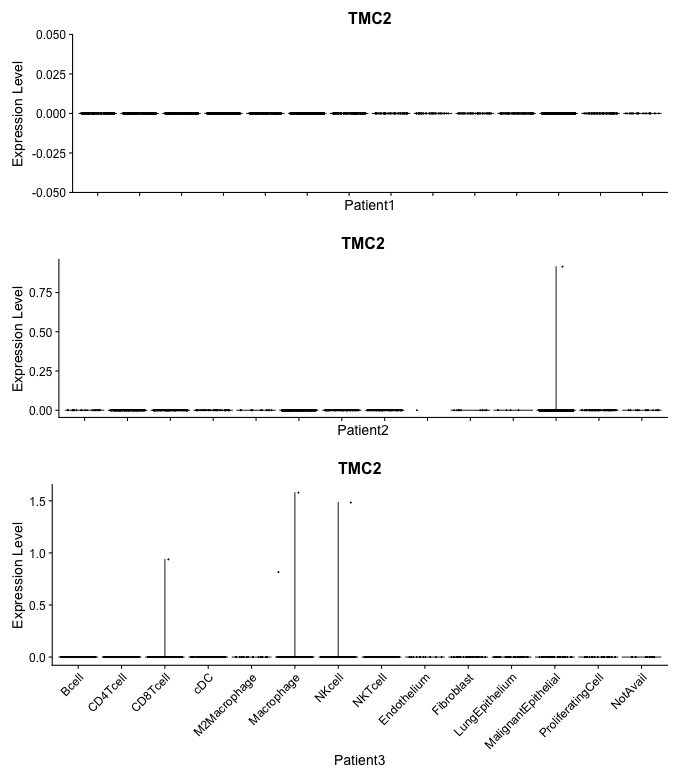 TMC2
Expression Level
0.050
0.025
0.000
-0.025
-0.050
Patient1
TMC2
Expression Level
0.75
0.50
0.25
0.00
Patient2
TMC2
Expression Level
1.5
1.0
0.5
0.0
Bcell
CD4Tcell
CD8Tcell
cDC
M2Macrophage
Macrophage
NKcell
NKTcell
Endothelium
Fibroblast
LungEpithelium
MalignantEpithelial
ProliferatingCell
NotAvail
Patient3